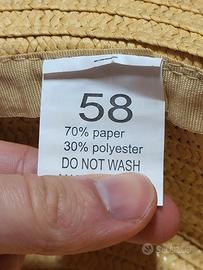 58
70% paper
30% polyester
DO NOT WASH